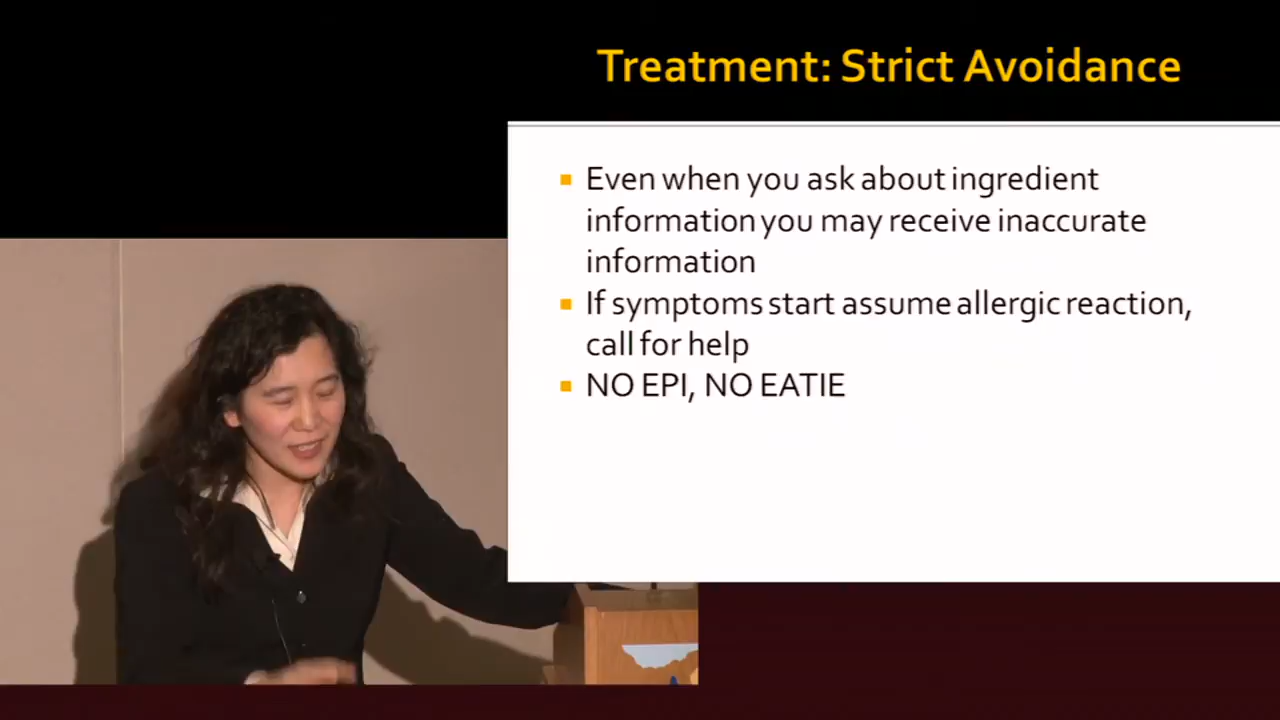 Treatment: Strict Avoidance
Even when you ask about ingredient
information you may receive inaccurate
information
If symptoms start assume allergic reaction,
call for help
NO EPI, NO EATIE